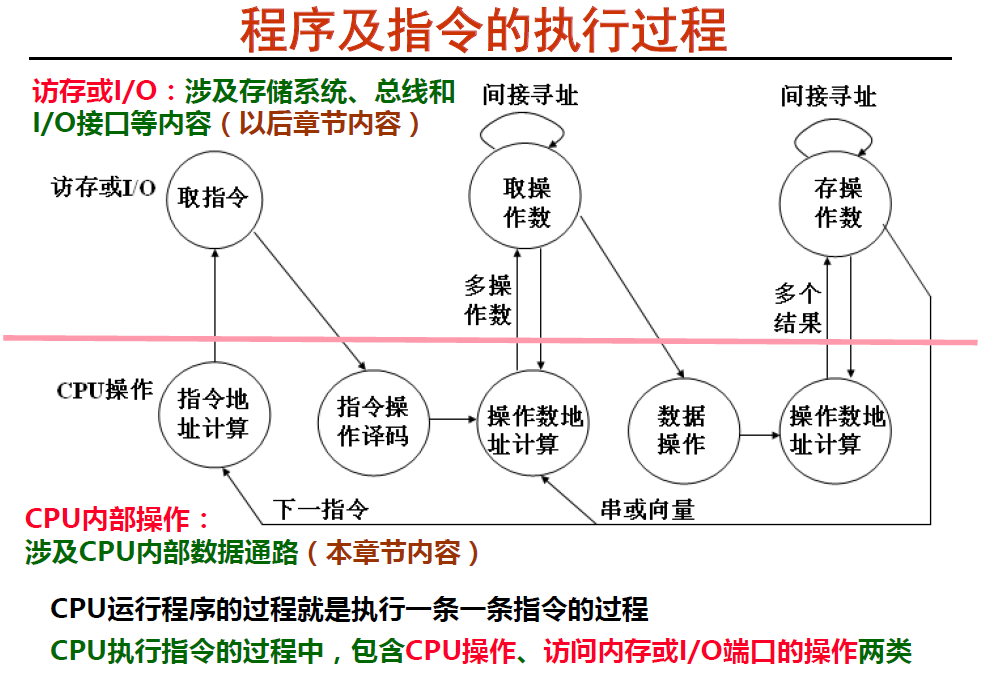 程序及指令的执行过程
访存或I/O：涉及存储系统、总线和
I/O接口等内容（以后章节内容）
间接寻址
间接寻址
访存或I/O
取指令
取操
作数
存操
作数
多操
作数
多个
结果
CPU操作
指令地
址计算
指令操
作译码
操作数地
址计算
数据
操作
操作数地
址计算
下一指令
串或向量
CPU内部操作：
涉及CPU内部数据通路（本章节内容）
CPU运行程序的过程就是执行一条一条指令的过程
CPU执行指令的过程中，包含CPU操作、访问内存或I/O端口的操作两类